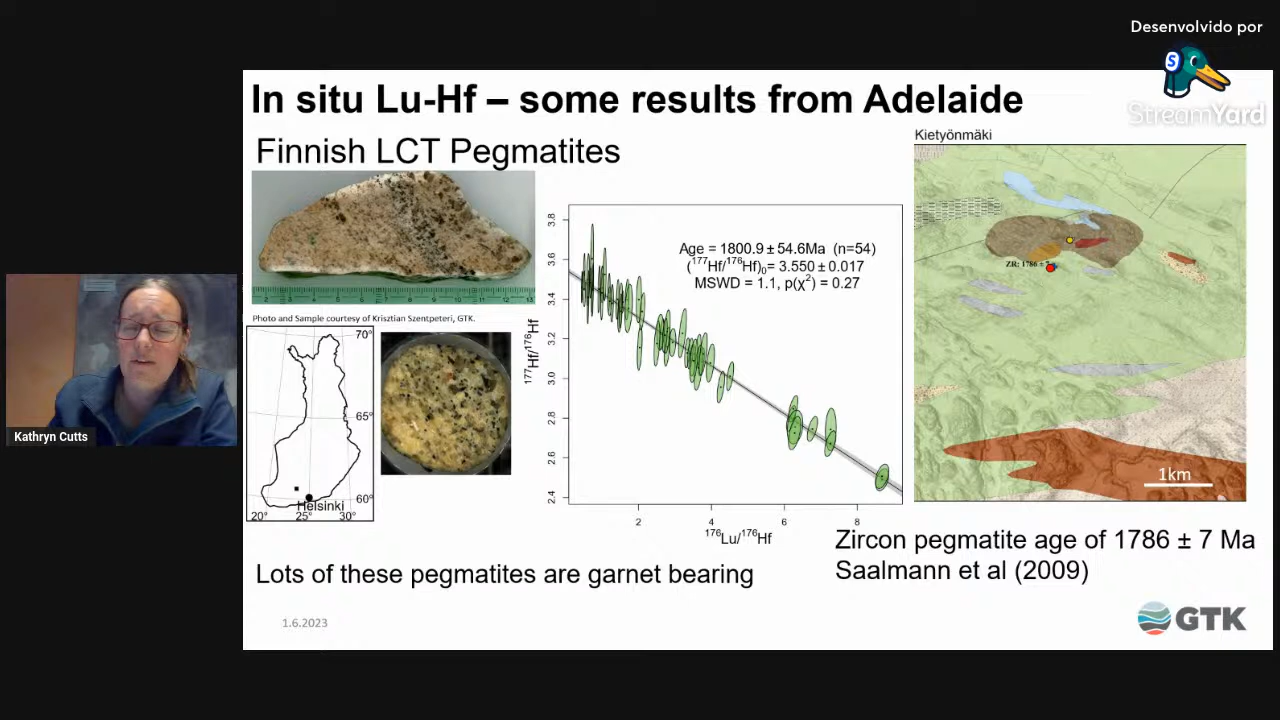 Desenvolvido por
S
StreamYard
In situ Lu-Hf – some results from Adelaide
Finnish LCT Pegmatites
Kietyönmäki
Photo and Sample courtesy of Krisztian Szentpeteri, GTK.
70°
65°
60°
Helsinki
20° 25° 30°
Age = 1800.9 ± 54.6Ma (n=54)
(¹⁷⁷Hf/¹⁷⁶Hf)₀= 3.550 ± 0.017
MSWD = 1.1, p(χ²) = 0.27
¹⁷⁷Hf/¹⁷⁶Hf
3.8
3.6
3.4
3.2
3.0
2.8
2.6
2.4
2 4 6 8
¹⁷⁶Lu/¹⁷⁶Hf
ZR: 1786 ±
1km
Zircon pegmatite age of 1786 ± 7 Ma
Saalmann et al (2009)
Lots of these pegmatites are garnet bearing
1.6.2023
GTK
Kathryn Cutts